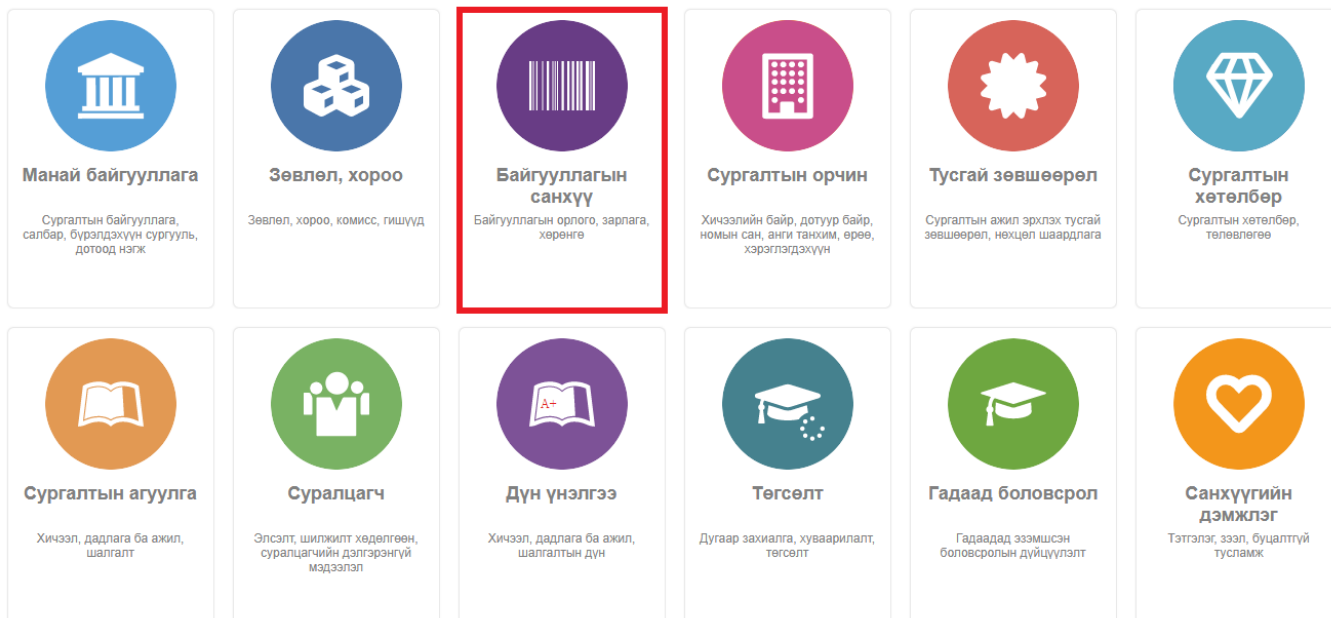 Манай байгууллага
Сургалтын байгууллага,
салбар, бүрэлдэхүүн сургууль,
дотоод нэгж
Зөвлөл, хороо
Зөвлөл, хороо, комисс, гишүүд
Байгууллагын
санхүү
Байгууллагын орлого, зарлага,
хөрөнгө
Сургалтын орчин
Хичээлийн байр, дотуур байр,
номын сан, анги танхим, өрөө,
хэрэглэгдэхүүн
Тусгай зөвшөөрөл
Сургалтын ажил эрхлэх тусгай
зөвшөөрөл, нөхцөл шаардлага
Сургалтын
хөтөлбөр
Сургалтын хөтөлбөр,
төлөвлөгөө
Сургалтын агуулга
Хичээл, дадлага ба ажил,
шалгалт
Суралцагч
Элсэлт, шилжилт хөдөлгөөн,
суралцагчийн дэлгэрэнгүй
мэдээлэл
A+
Дүн үнэлгээ
Хичээл, дадлага ба ажил,
шалгалтын дүн
Төгсөлт
Дугаар захиалга, хуваарилалт,
төгсөлт
Гадаад боловсрол
Гадаадад эзэмшсэн
боловсролын дүйцүүлэлт
Санхүүгийн
дэмжлэг
Тэтгэлэг, зээл, буцалтгүй
тусламж